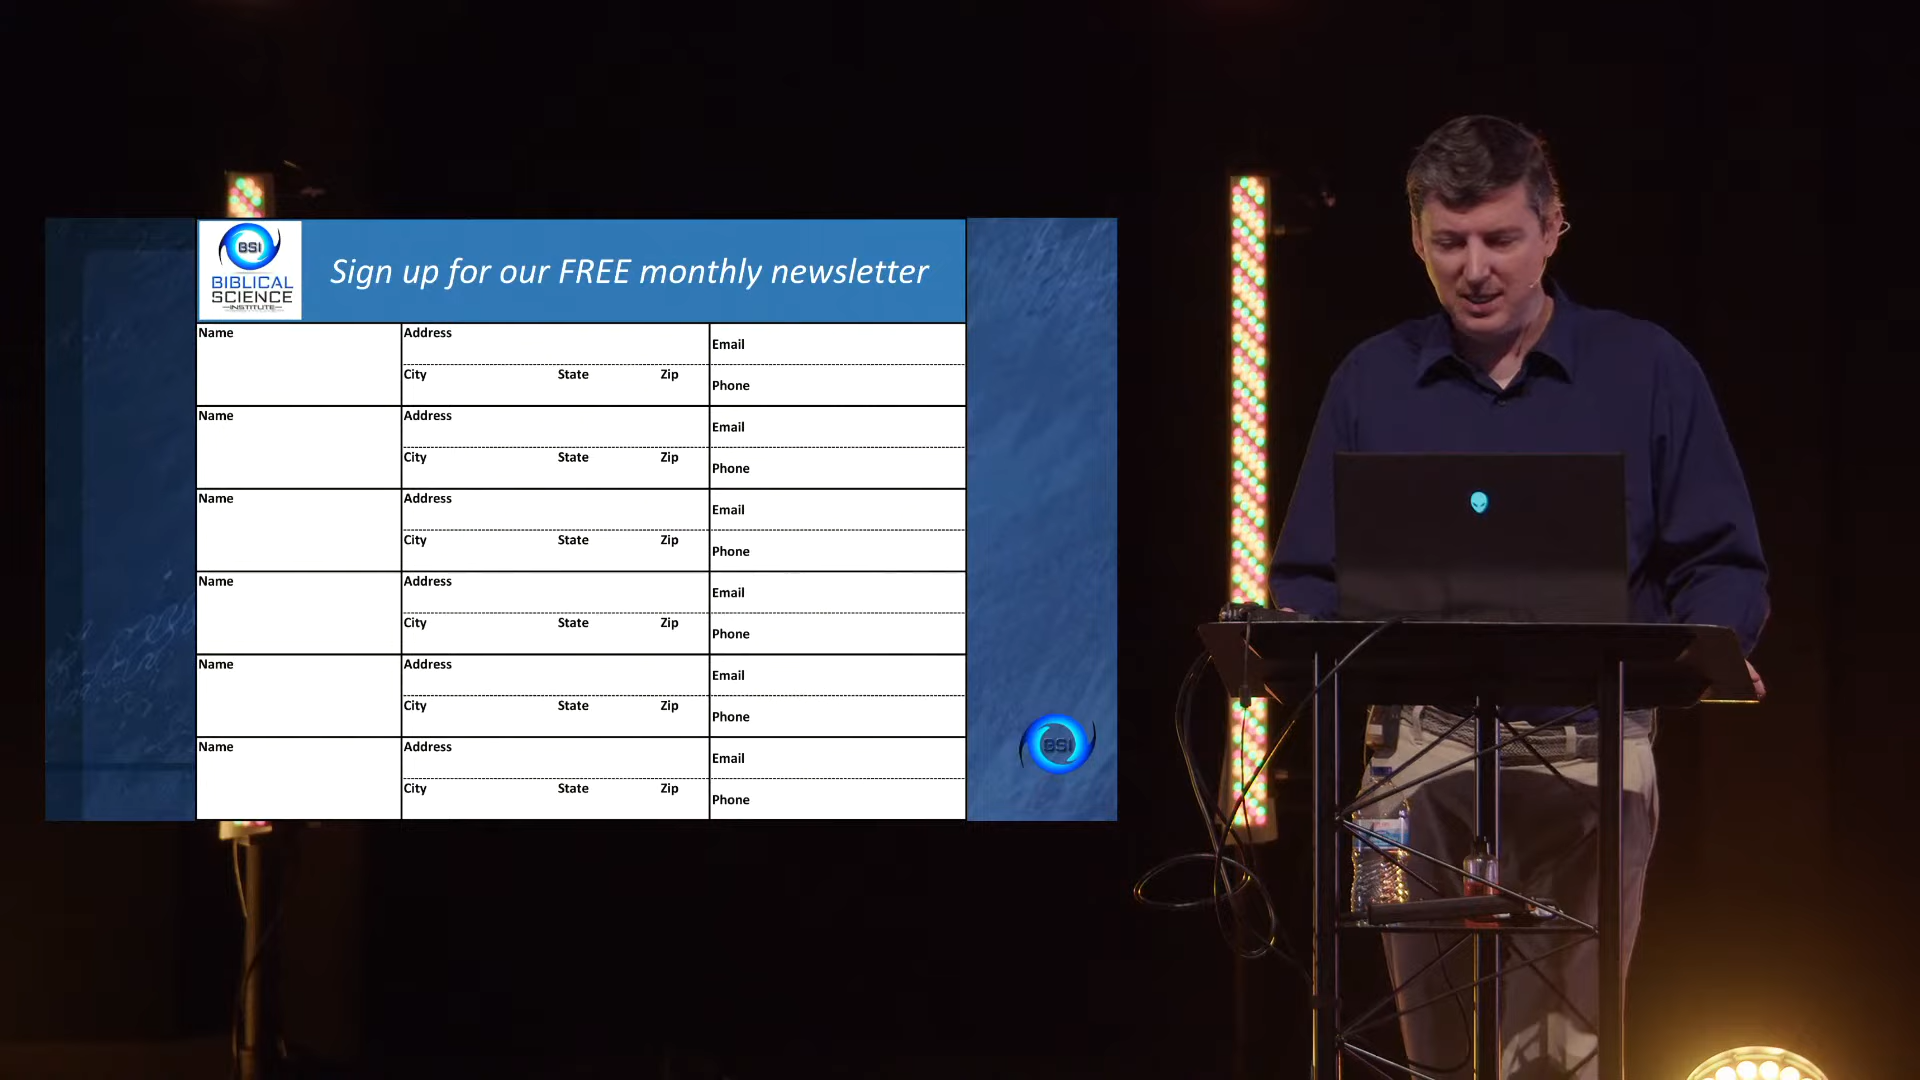 BSI
BIBLICAL
SCIENCE
INSTITUTE
Sign up for our FREE monthly newsletter
Name Address Email
City State Zip Phone
Name Address Email
City State Zip Phone
Name Address Email
City State Zip Phone
Name Address Email
City State Zip Phone
Name Address Email
City State Zip Phone
Name Address Email
City State Zip Phone
BSI